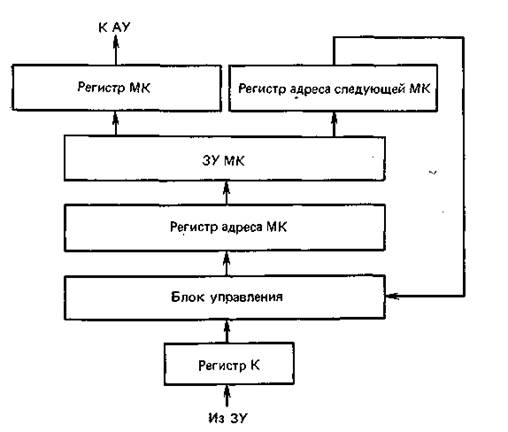 К АУ
Регистр МК
Регистр адреса следующей МК
ЗУ МК
Регистр адреса МК
Блок управления
Регистр К
Из ЗУ